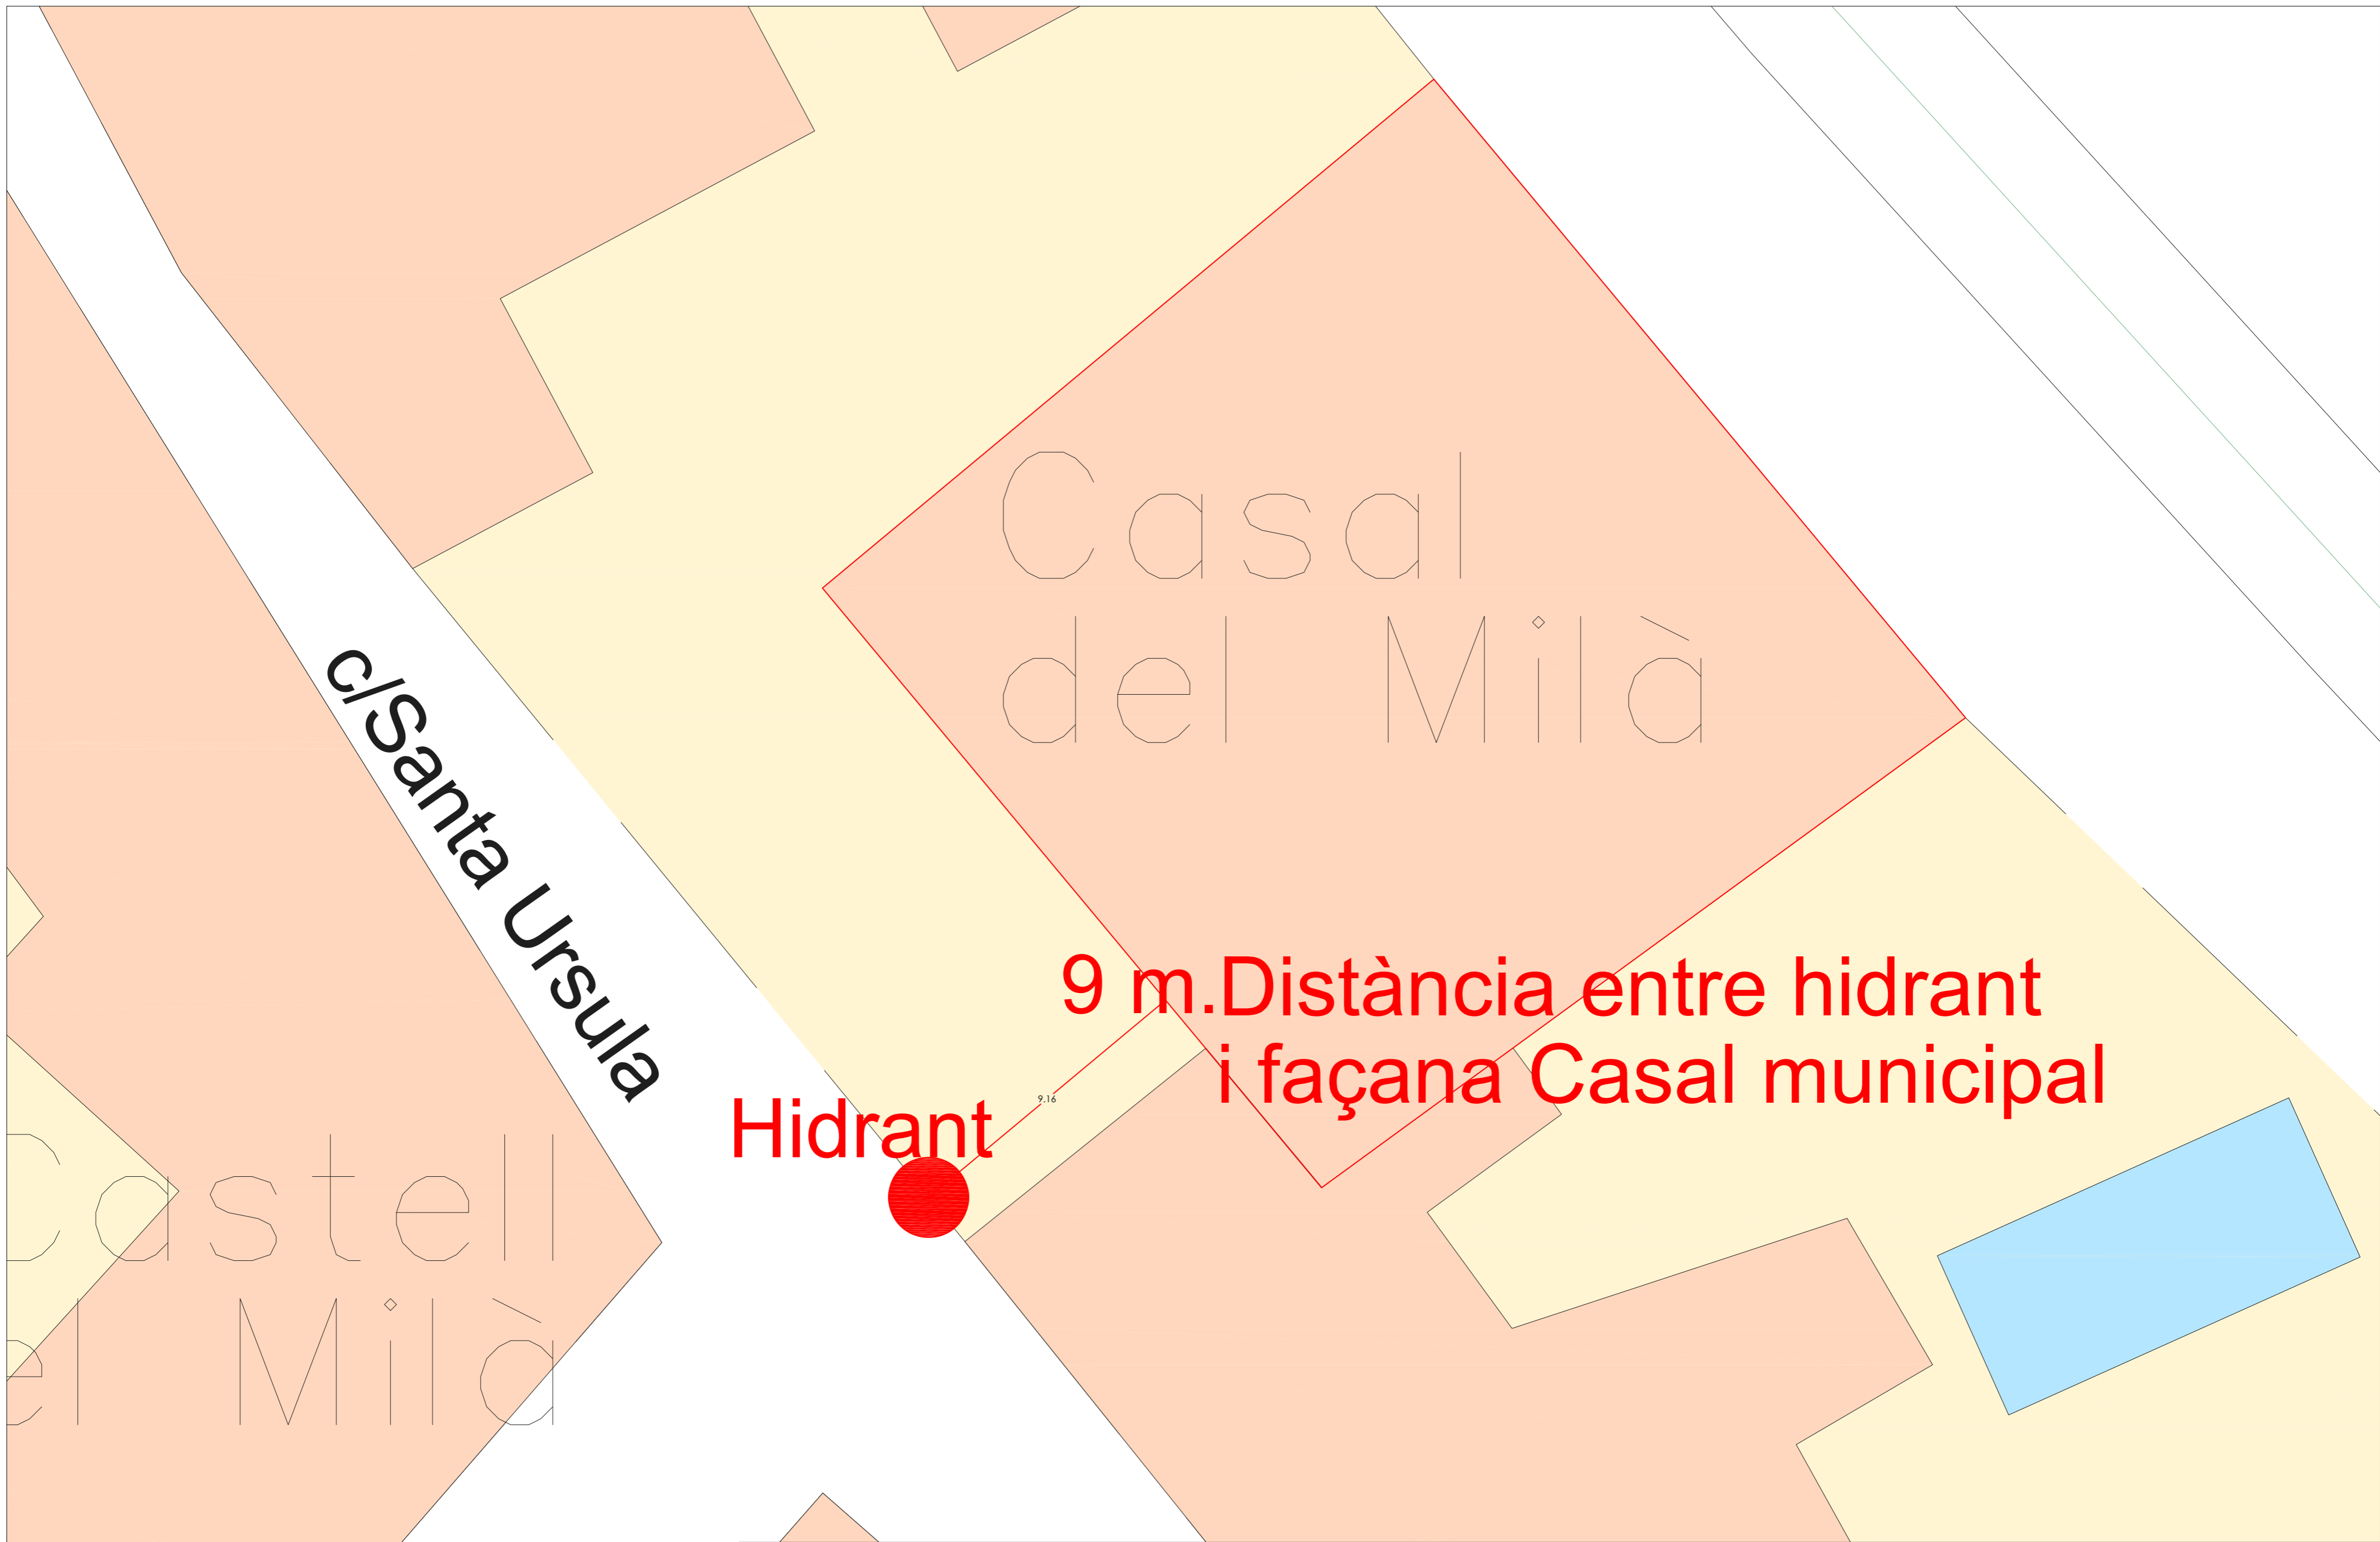 Casal
del Milà
c/Santa Ursula
9 m.Distància entre hidrant
i façana Casal municipal
9.16
Hidrant
Castell
el Milà